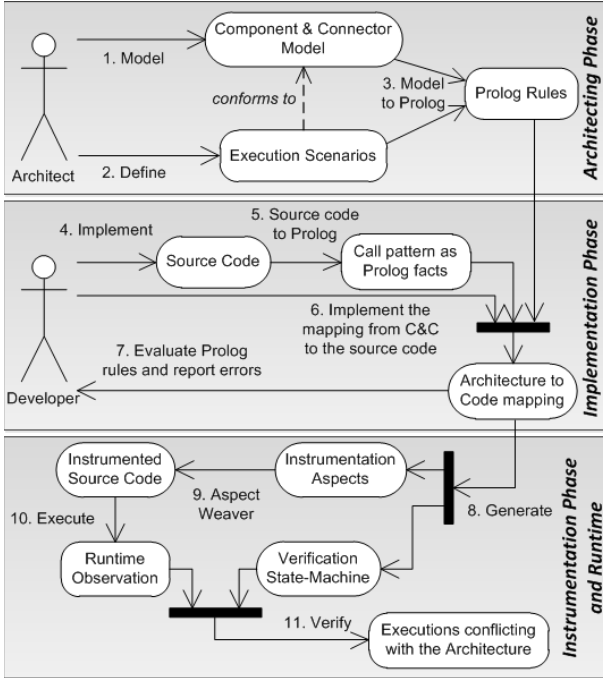 Component & Connector
Model
1. Model
conforms to
3. Model
to Prolog
Prolog Rules
Execution Scenarios
2. Define
Architect
Architecting Phase
4. Implement
5. Source code
to Prolog
Source Code
Call pattern as
Prolog facts
6. Implement the
mapping from C&C
to the source code
7. Evaluate Prolog
rules and report errors
Developer
Architecture to
Code mapping
Implementation Phase
Instrumented
Source Code
Instrumentation
Aspects
9. Aspect
Weaver
8. Generate
10. Execute
Runtime
Observation
Verification
State-Machine
11. Verify
Executions conflicting
with the Architecture
Instrumentation Phase
and Runtime